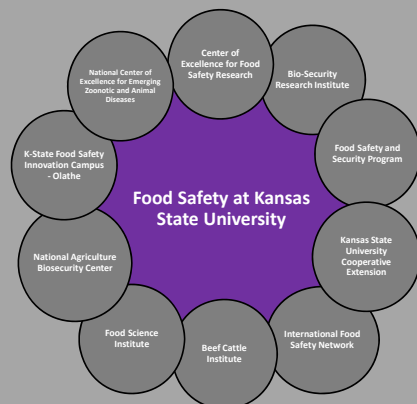 Center of
Excellence for Food
Safety Research
Bio-Security
Research Institute
Food Safety and
Security Program
Kansas State
University
Cooperative
Extension
International Food
Safety Network
Beef Cattle
Institute
Food Science
Institute
National Agriculture
Biosecurity Center
K-State Food Safety
Innovation Campus
- Olathe
National Center of
Excellence for Emerging
Zoonotic and Animal
Diseases
Food Safety at Kansas
State University